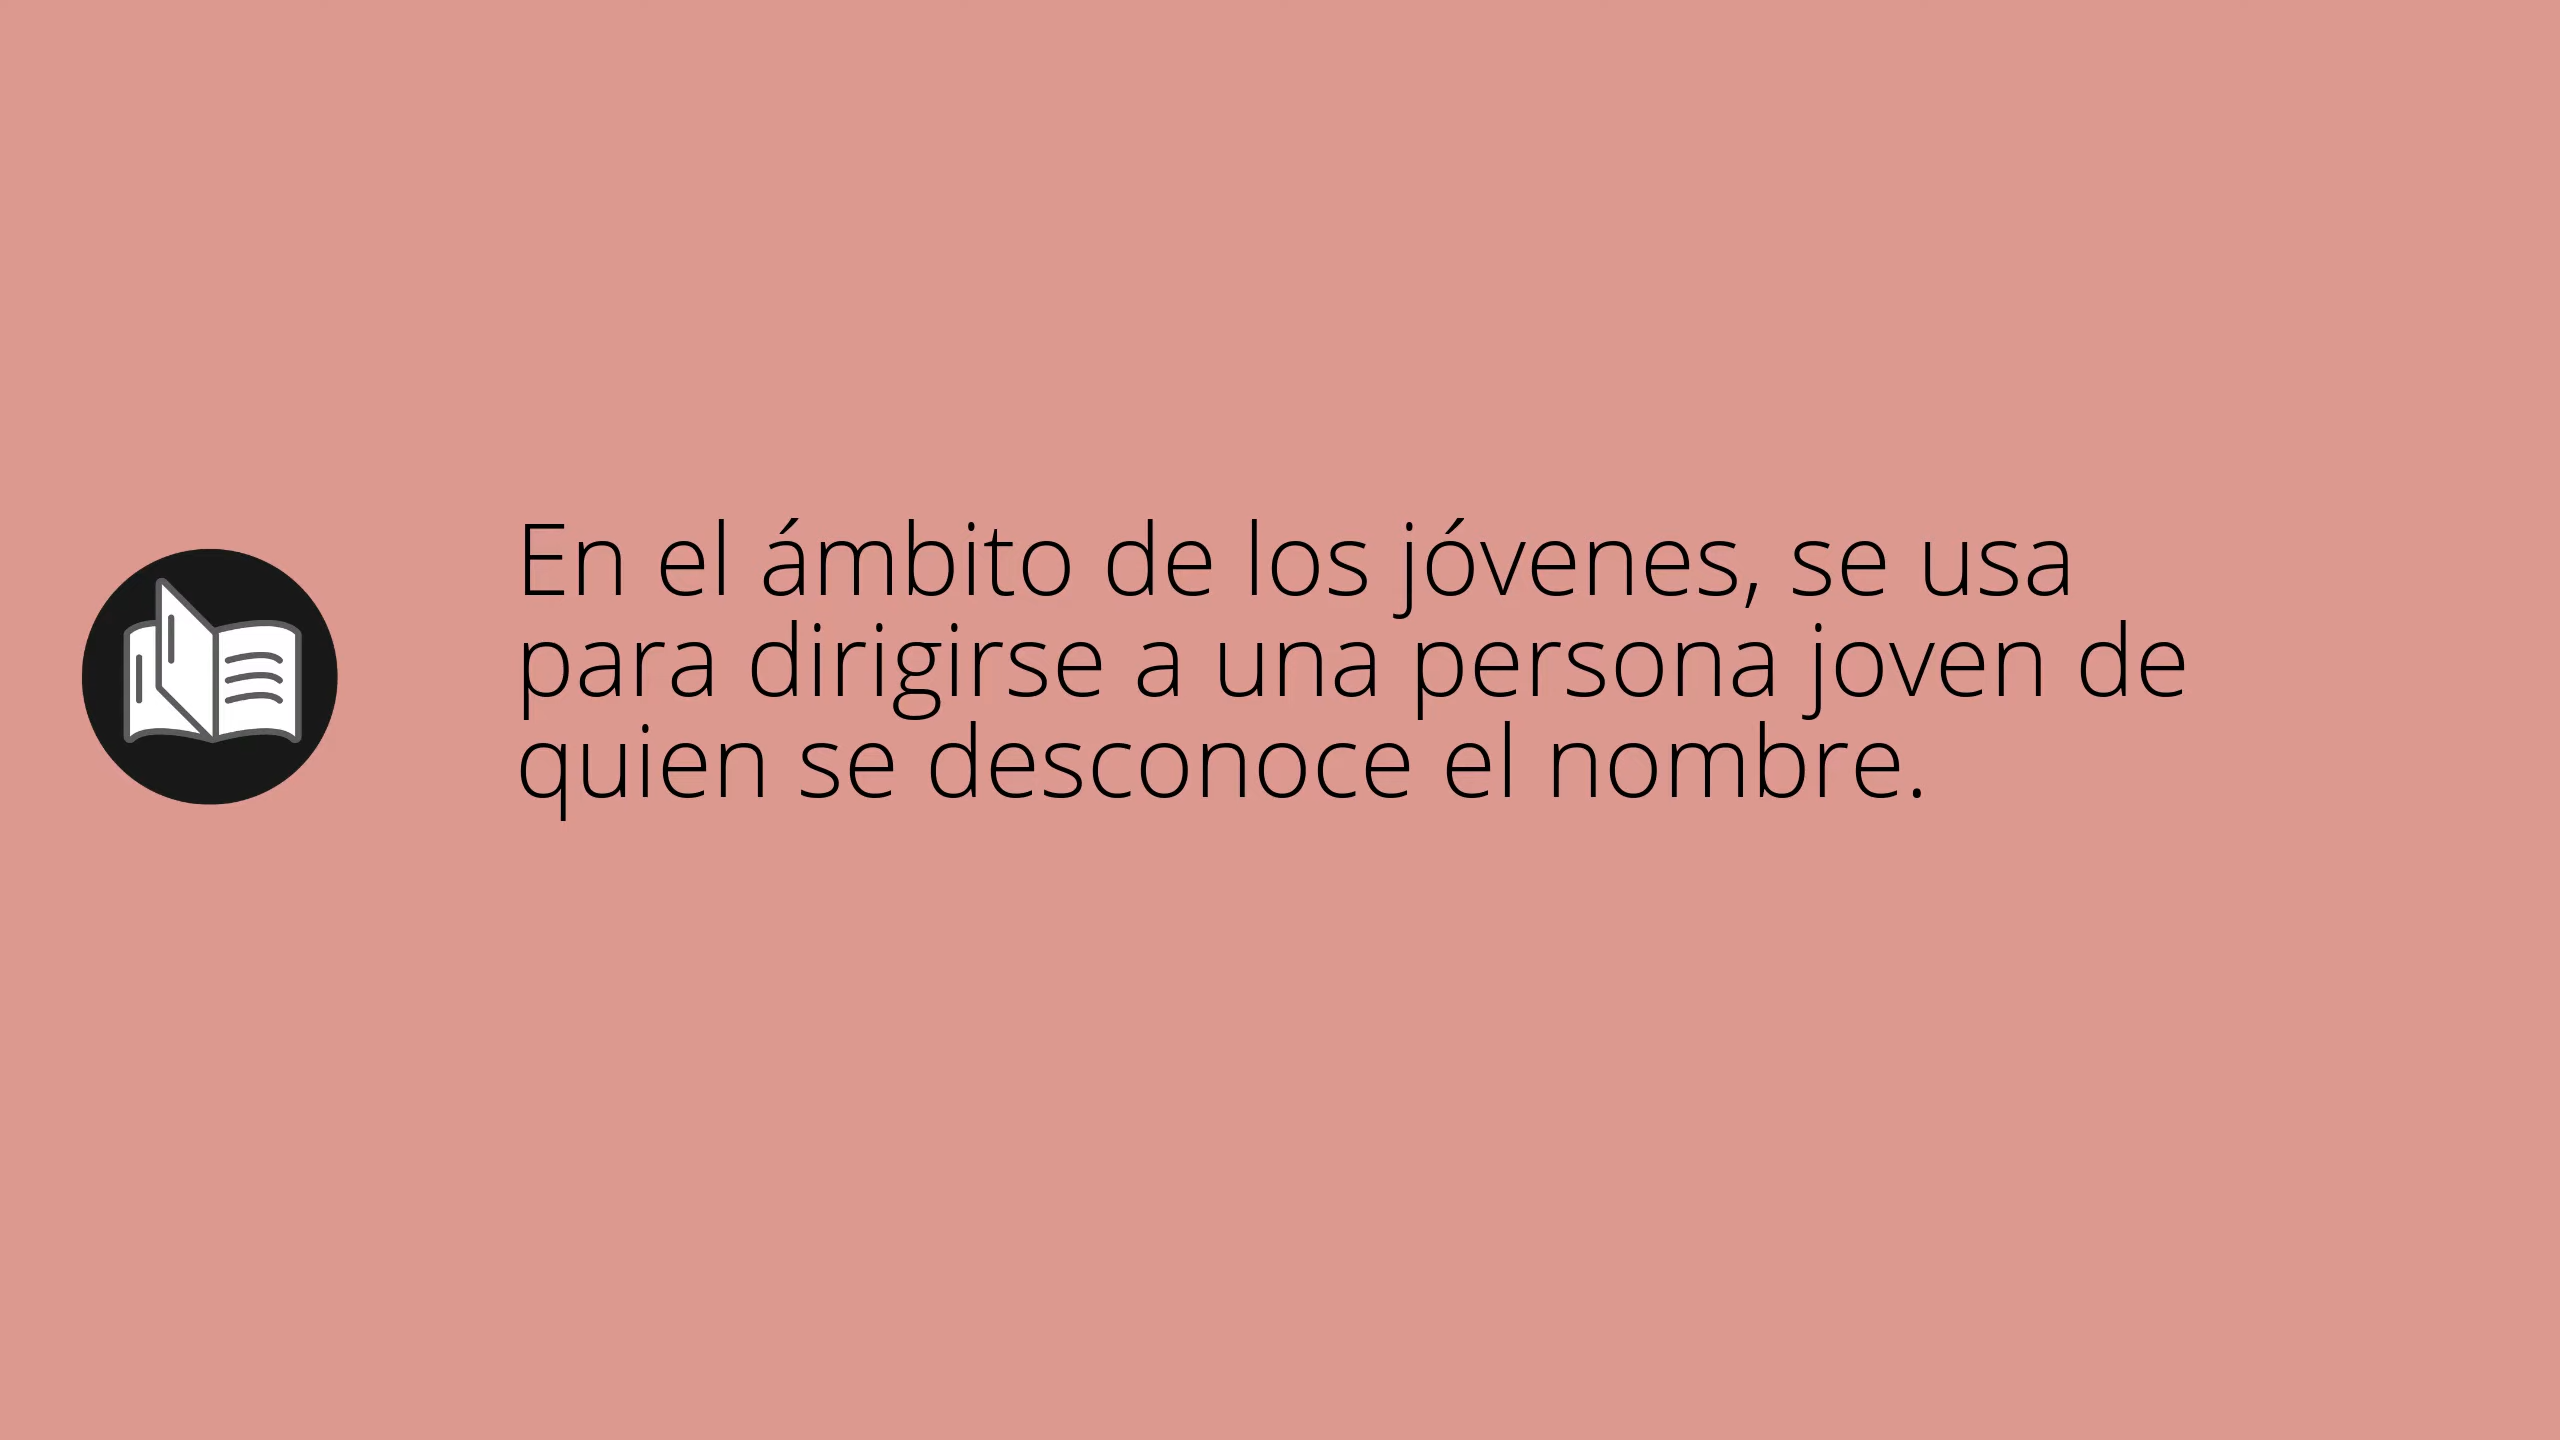 En el ámbito de los jóvenes, se usa
para dirigirse a una persona joven de
quien se desconoce el nombre.